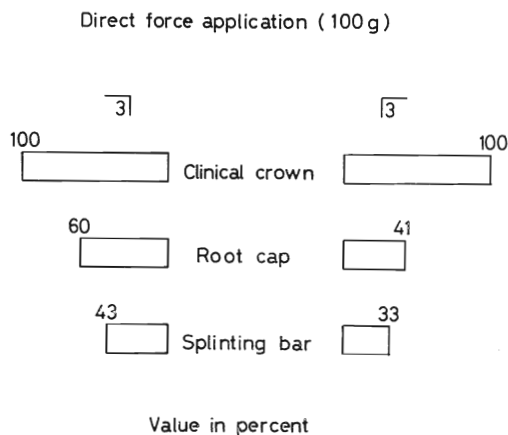 Direct force application (100 g)
3 3
100 100
Clinical crown
60 41
Root cap
43 33
Splinting bar
Value in percent